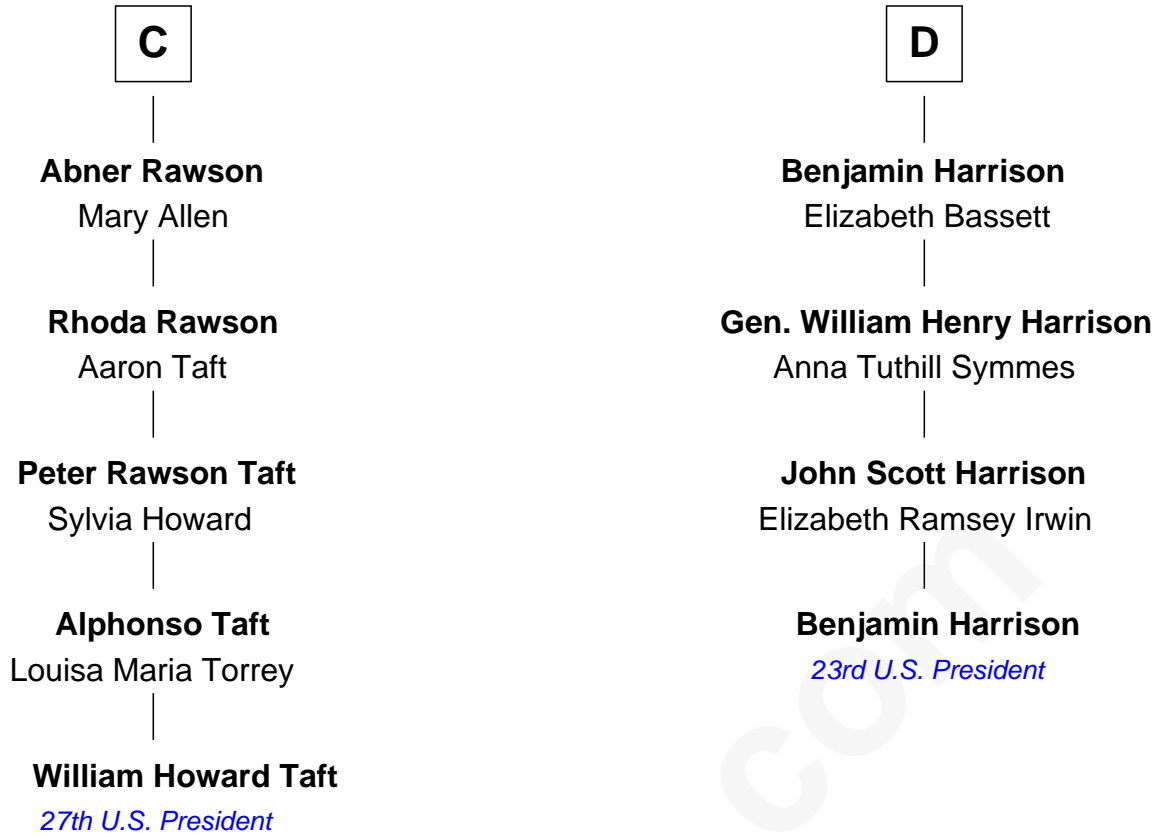 C
Abner Rawson
Mary Allen
Rhoda Rawson
Aaron Taft
Peter Rawson Taft
Sylvia Howard
Alphonso Taft
Louisa Maria Torrey
William Howard Taft
27th U.S. President
D
Benjamin Harrison
Elizabeth Bassett
Gen. William Henry Harrison
Anna Tuthill Symmes
John Scott Harrison
Elizabeth Ramsey Irwin
Benjamin Harrison
23rd U.S. President
com